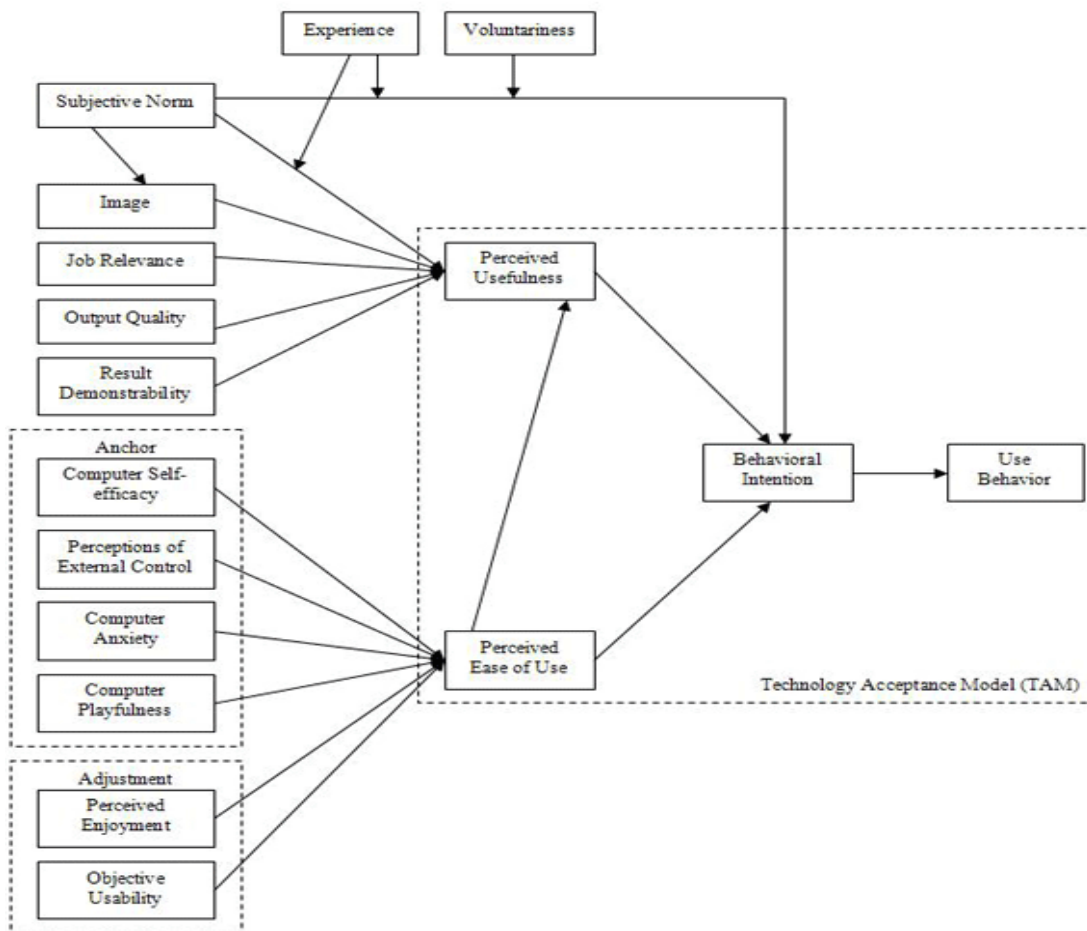 Experience
Voluntariness
Subjective Norm
Image
Job Relevance
Output Quality
Result
Demonstrability
Perceived
Usefulness
Anchor
Computer Self-
efficacy
Perceptions of
External Control
Computer
Anxiety
Computer
Playfulness
Behavioral
Intention
Use
Behavior
Perceived
Ease of Use
Technology Acceptance Model (TAM)
Adjustment
Perceived
Enjoyment
Objective
Usability